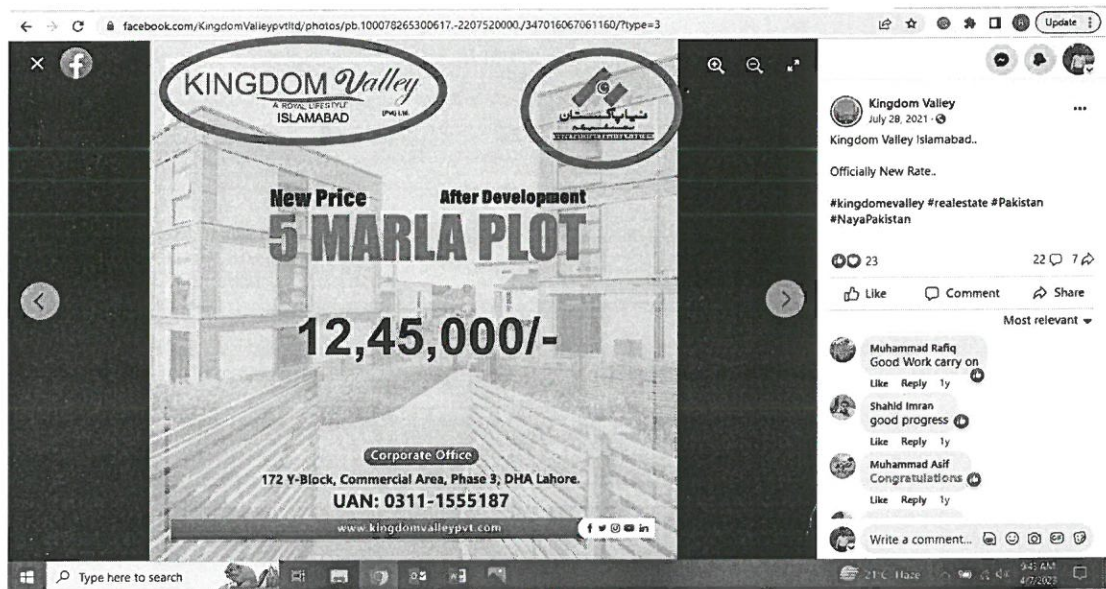 facebook.com/KingdomValleypvtltd/photos/pb.100078265300617.-2207520000./347016067061160/?type=3
Update
KINGDOM Valley
A ROYAL LIFESTYLE
ISLAMABAD
(Pvt) Ltd.
نیا پاکستان
New Price After Development
5 MARLA PLOT
12,45,000/-
Corporate Office
172 Y-Block, Commercial Area, Phase 3, DHA Lahore.
UAN: 0311-1555187
www.kingdomvalleypvt.com
Kingdom Valley
July 28, 2021
Kingdom Valley Islamabad..
Officially New Rate..
#kingdomevalley #realestate #Pakistan
#NayaPakistan
23 22 7
Like Comment Share
Most relevant
Muhammad Rafiq
Good Work carry on
Like Reply 1y
Shahid Imran
good progress
Like Reply 1y
Muhammad Asif
Congratulations
Like Reply 1y
Write a comment...
Type here to search
21°C Haze
9:43 AM
4/7/2023